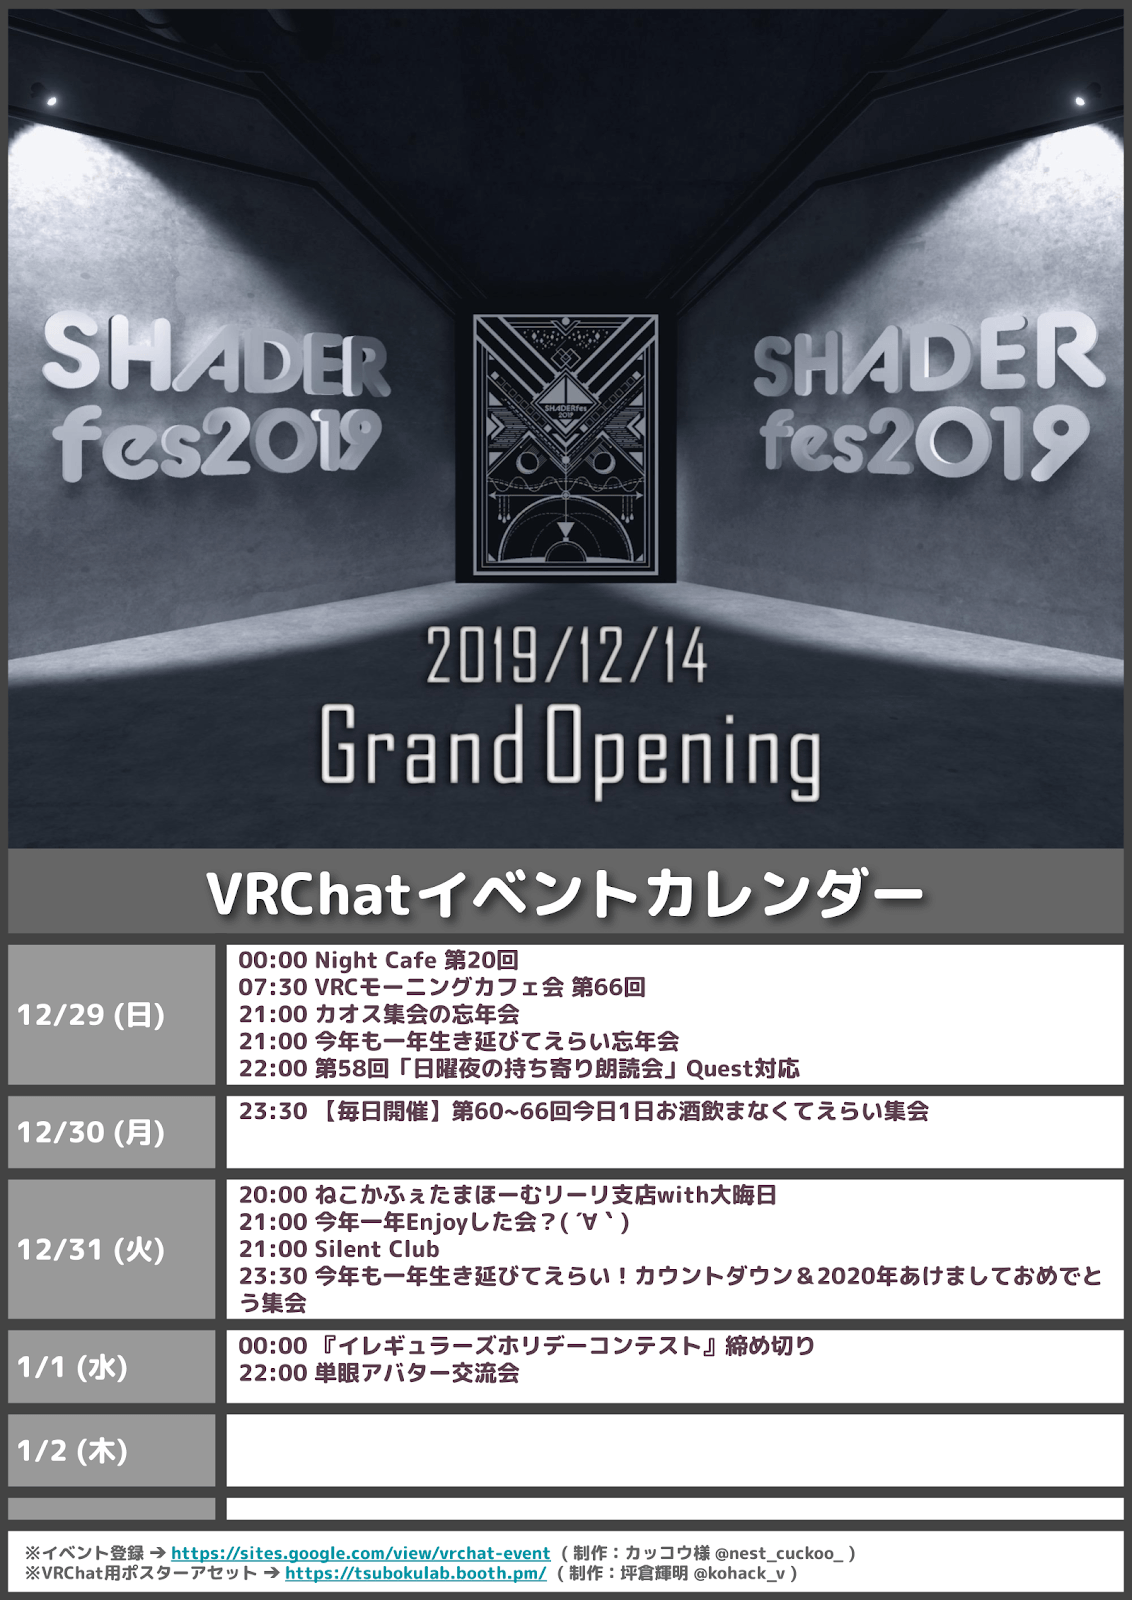 SHADER
fes2019
SHADER
fes2019
SHADERfes
2019
2019/12/14
Grand Opening
VRChatイベントカレンダー
12/29 (日)
00:00 Night Cafe 第20回
07:30 VRCモーニングカフェ会 第66回
21:00 カオス集会の忘年会
21:00 今年も一年生き延びてえらい忘年会
22:00 第58回「日曜夜の持ち寄り朗読会」Quest対応
12/30 (月)
23:30 【毎日開催】第60~66回今日1日お酒飲まなくてえらい集会
12/31 (火)
20:00 ねこかふぇたまほーむリーリ支店with大晦日
21:00 今年一年Enjoyした会？( ´∀｀)
21:00 Silent Club
23:30 今年も一年生き延びてえらい！カウントダウン＆2020年あけましておめでと
う集会
1/1 (水)
00:00 『イレギュラーズホリデーコンテスト』締め切り
22:00 単眼アバター交流会
1/2 (木)
※イベント登録 → https://sites.google.com/view/vrchat-event ( 制作：カッコウ様 @nest_cuckoo_ )
※VRChat用ポスターアセット → https://tsubokulab.booth.pm/ ( 制作：坪倉輝明 @kohack_v )